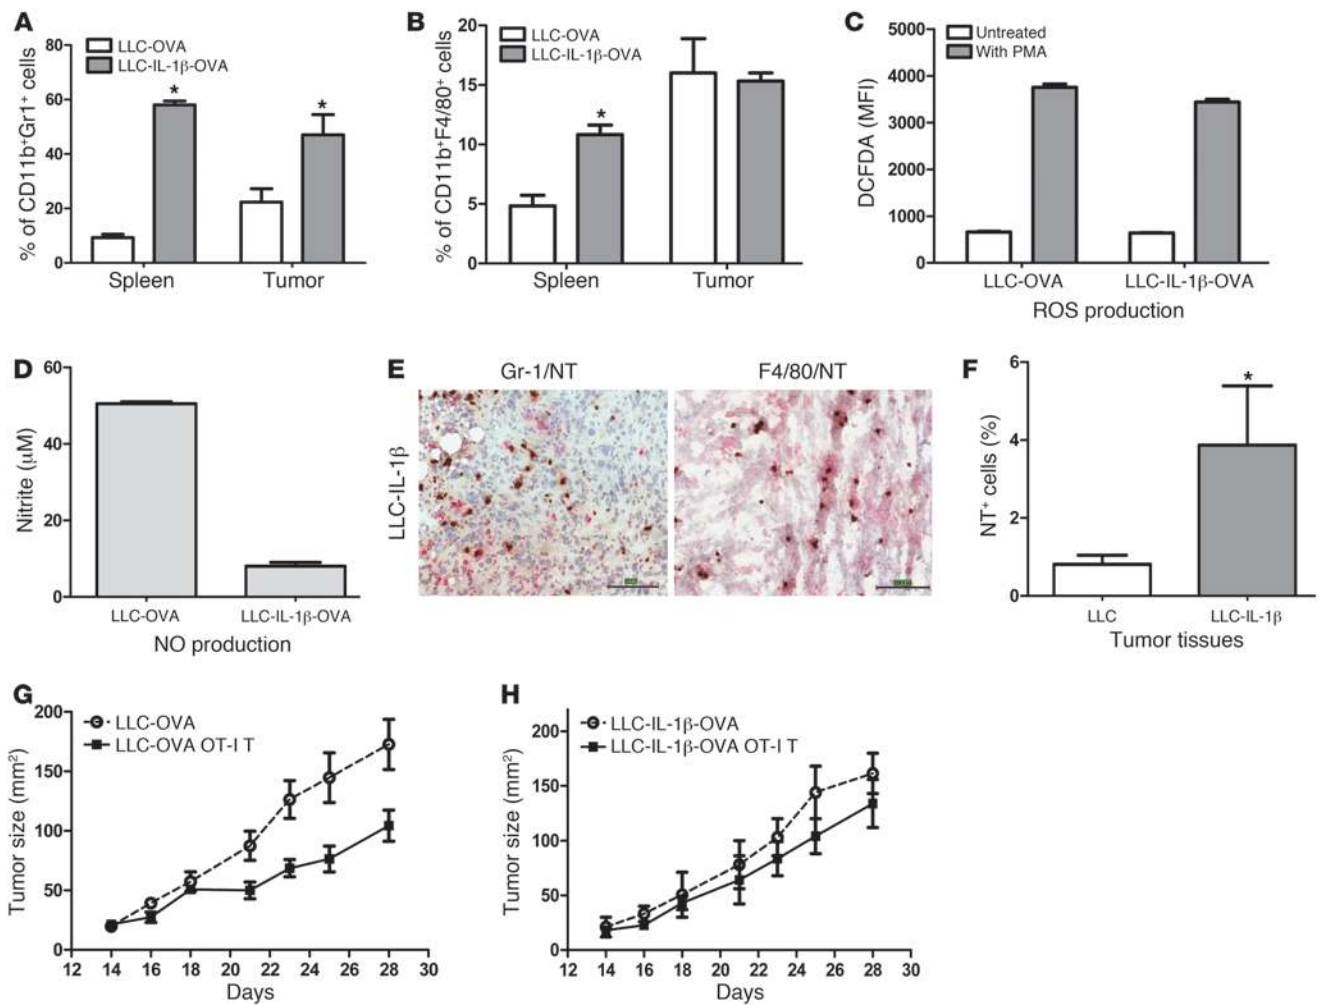 A
80
60
40
20
0
% of CD11b⁺Gr1⁺ cells
LLC-OVA
LLC-IL-1β-OVA
*
*
Spleen
Tumor
B
20
15
10
5
0
% of CD11b⁺F4/80⁺ cells
LLC-OVA
LLC-IL-1β-OVA
*
Spleen
Tumor
C
5000
4000
3000
2000
1000
0
DCFDA (MFI)
Untreated
With PMA
LLC-OVA
LLC-IL-1β-OVA
ROS production
D
60
40
20
0
Nitrite (μM)
LLC-OVA
LLC-IL-1β-OVA
NO production
E
Gr-1/NT
F4/80/NT
LLC-IL-1β
F
6
4
2
0
NT⁺ cells (%)
*
LLC
LLC-IL-1β
Tumor tissues
G
200
150
100
50
0
Tumor size (mm²)
LLC-OVA
LLC-OVA OT-I T
12 14 16 18 20 22 24 26 28 30
Days
H
200
150
100
50
0
Tumor size (mm²)
LLC-IL-1β-OVA
LLC-IL-1β-OVA OT-I T
12 14 16 18 20 22 24 26 28 30
Days